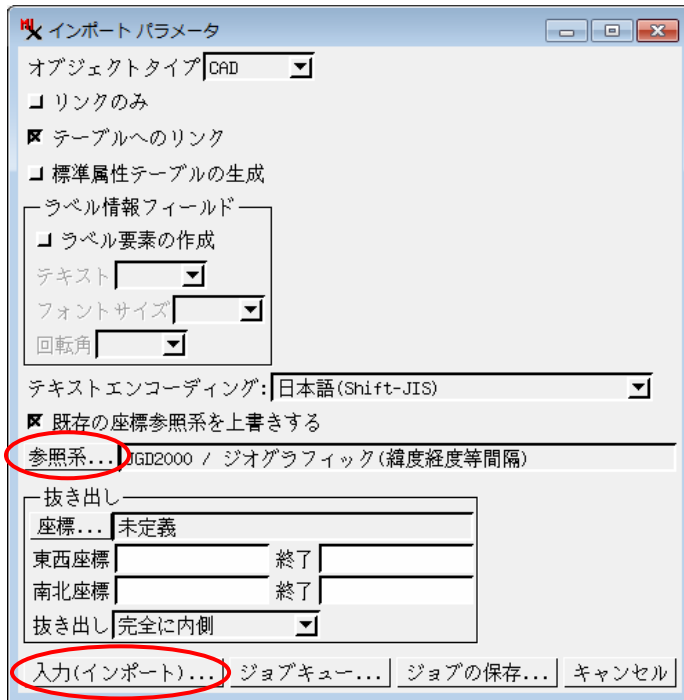 インポート パラメータ
オブジェクトタイプ CAD
リンクのみ
テーブルへのリンク
標準属性テーブルの生成
ラベル情報フィールド
ラベル要素の作成
テキスト
フォントサイズ
回転角
テキストエンコーディング: 日本語(Shift-JIS)
既存の座標参照系を上書きする
参照系... JGD2000 / ジオグラフィック(緯度経度等間隔)
抜き出し
座標... 未定義
東西座標 終了
南北座標 終了
抜き出し 完全に内側
入力(インポート)... ジョブキュー... ジョブの保存... キャンセル